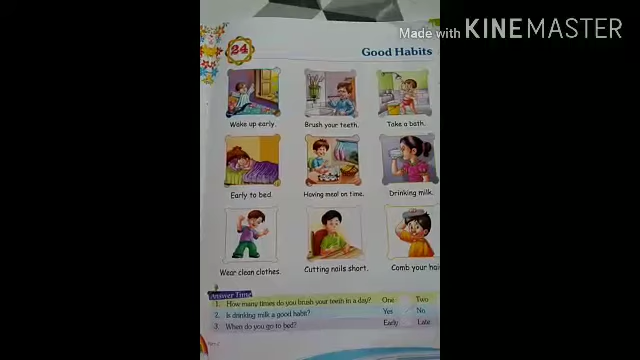 Made with KINEMASTER
24
Good Habits
Wake up early.
Brush your teeth.
Take a bath.
Early to bed.
Having meal on time.
Drinking milk.
Wear clean clothes.
Cutting nails short.
Comb your hai
Answer Time
1. How many times do you brush your teeth in a day? One Two
2. Is drinking milk a good habit? Yes No
3. When do you go to bed? Early Late